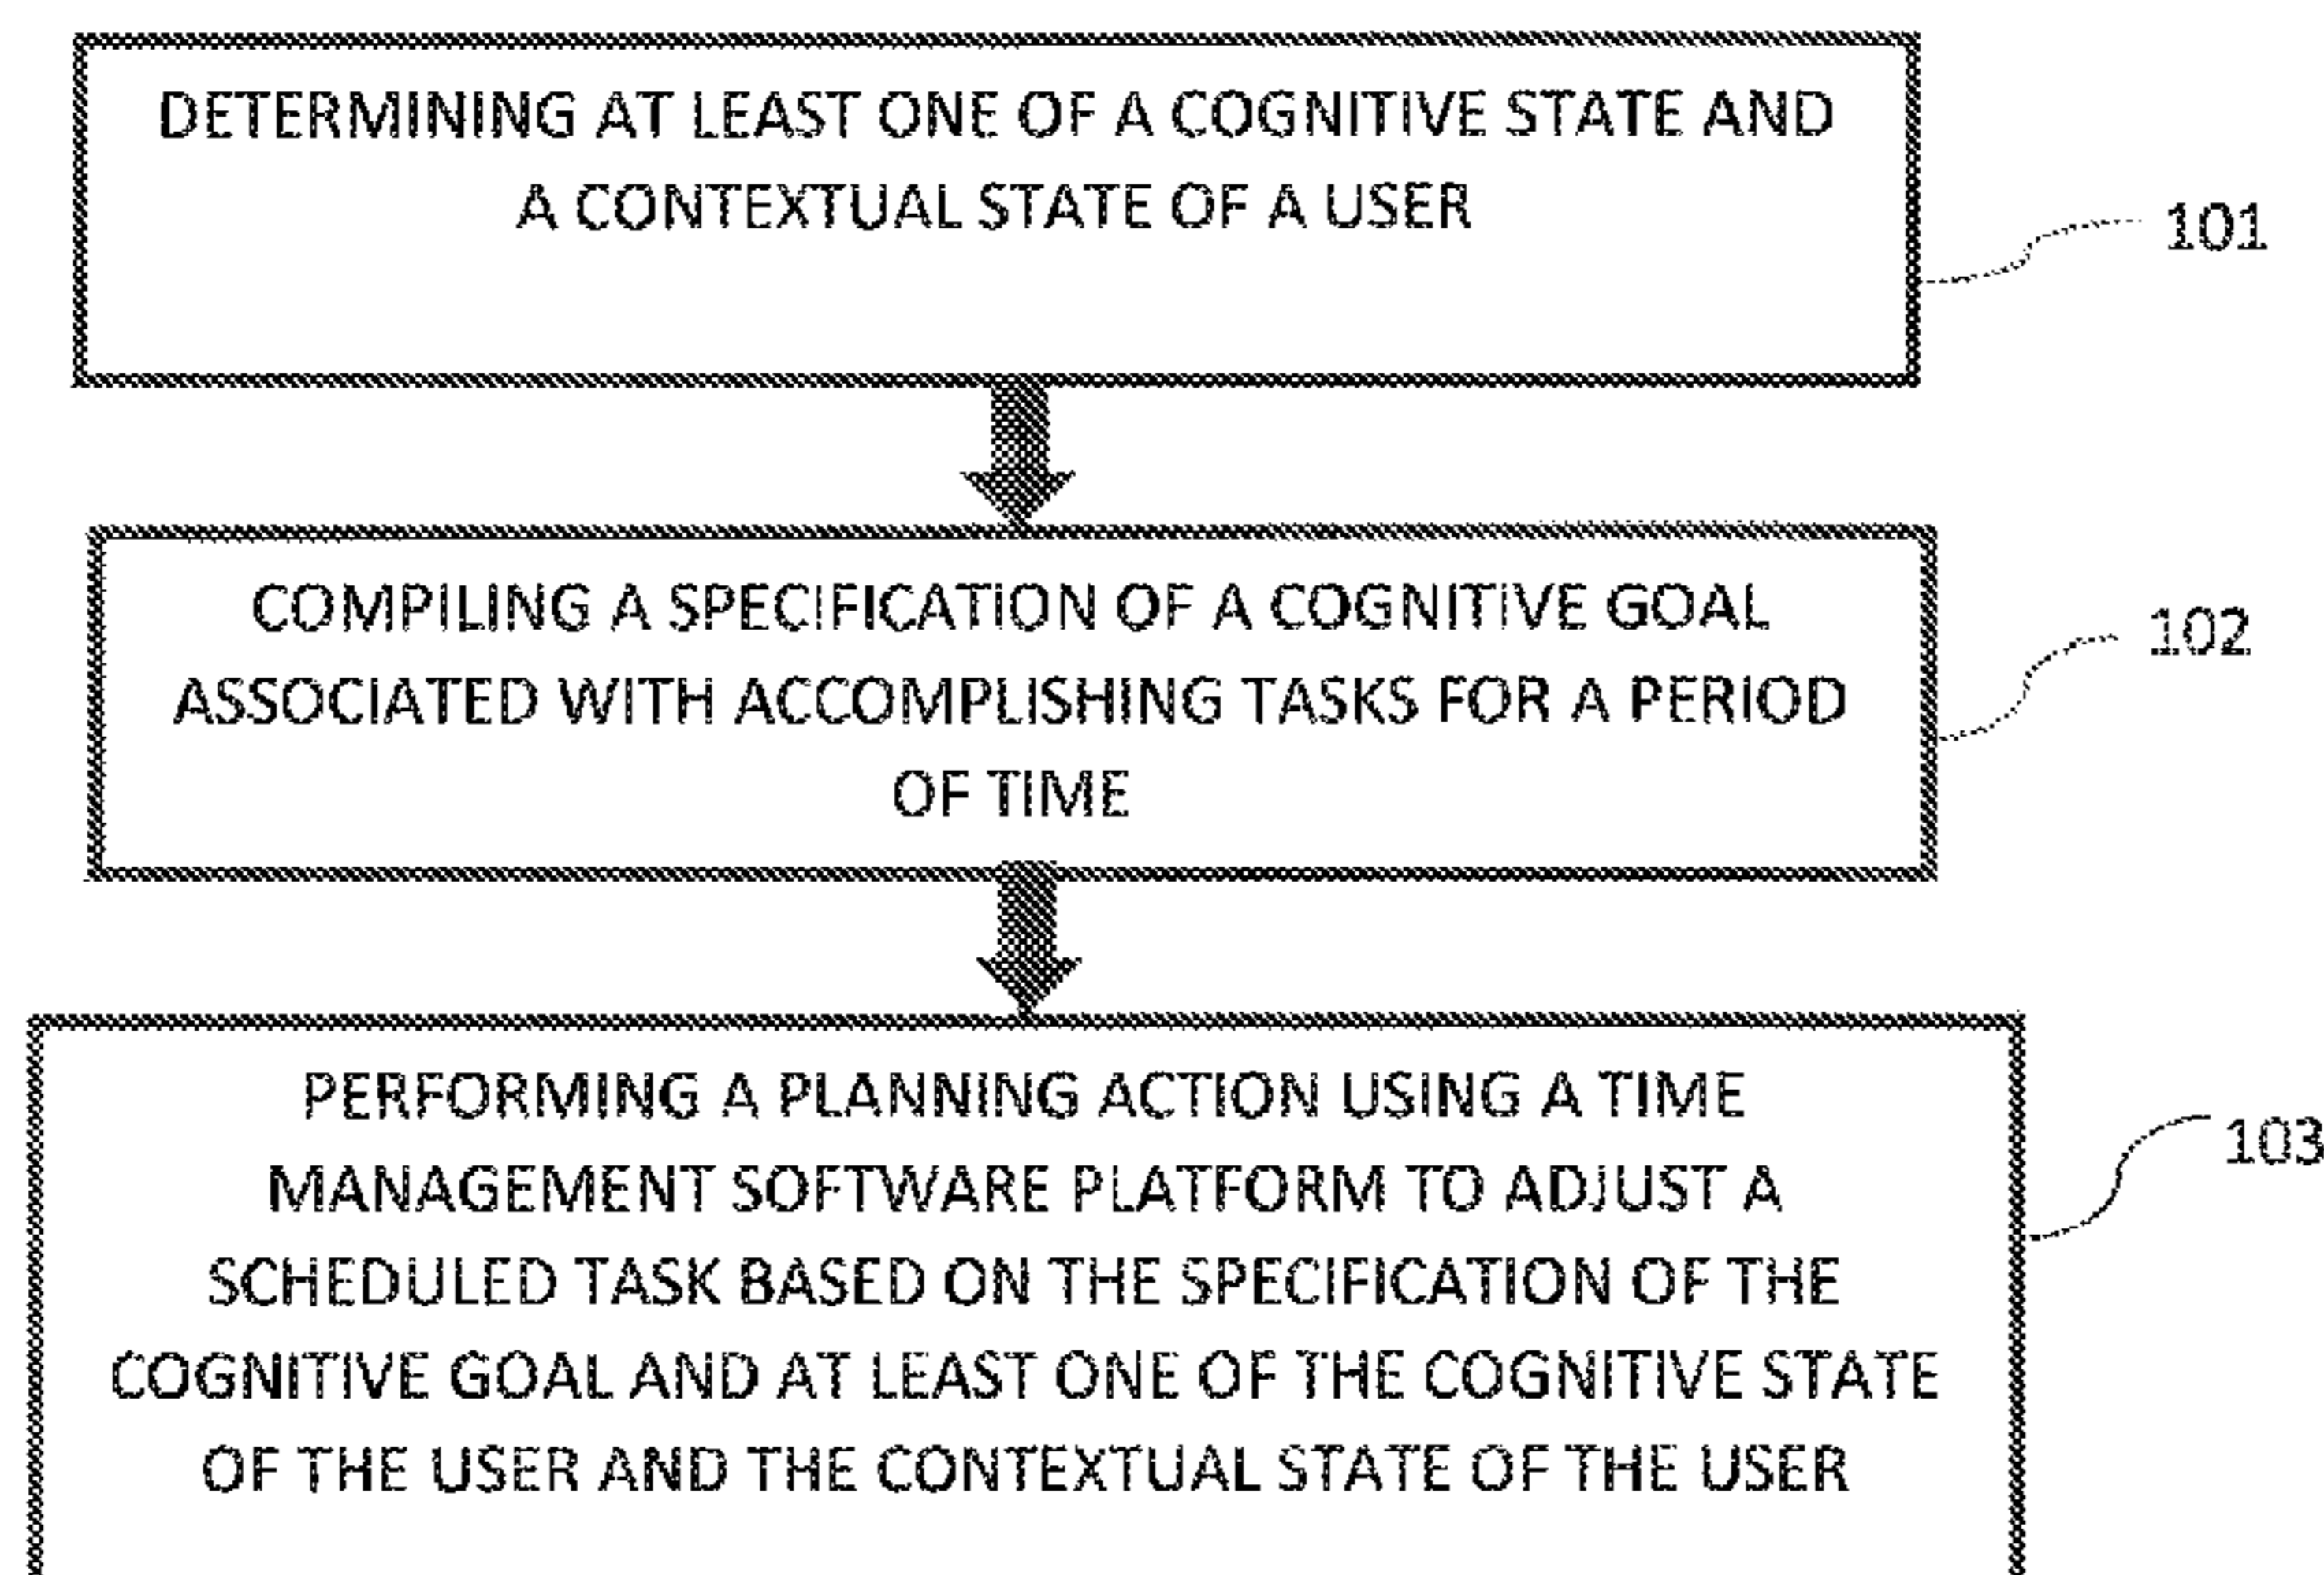 DETERMINING AT LEAST ONE OF A COGNITIVE STATE AND
A CONTEXTUAL STATE OF A USER
101
COMPILING A SPECIFICATION OF A COGNITIVE GOAL
ASSOCIATED WITH ACCOMPLISHING TASKS FOR A PERIOD
OF TIME
102
PERFORMING A PLANNING ACTION USING A TIME
MANAGEMENT SOFTWARE PLATFORM TO ADJUST A
SCHEDULED TASK BASED ON THE SPECIFICATION OF THE
COGNITIVE GOAL AND AT LEAST ONE OF THE COGNITIVE STATE
OF THE USER AND THE CONTEXTUAL STATE OF THE USER
103